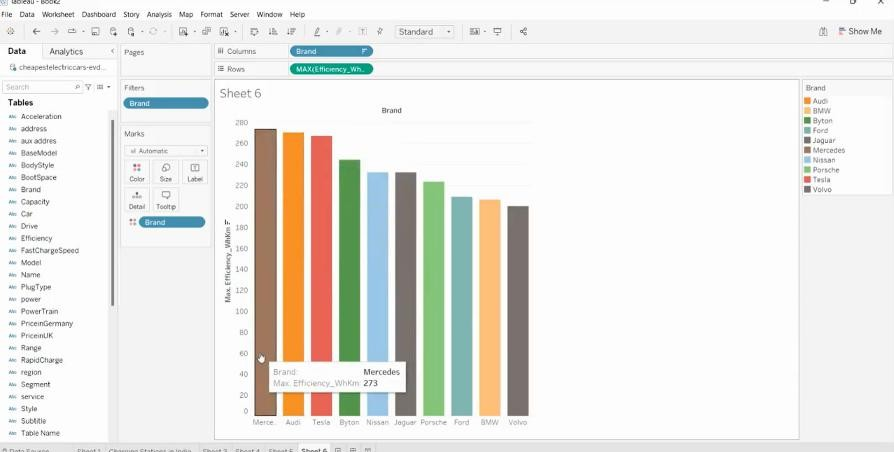 Tableau - Book2
File Data Worksheet Dashboard Story Analysis Map Format Server Window Help
Standard
Show Me
Data Analytics
cheapestelectriccars-evd...
Search
Tables
Acceleration
address
aux addres
BaseModel
BodyStyle
BootSpace
Brand
Capacity
Car
Drive
Efficiency
FastChargeSpeed
Model
Name
PlugType
power
PowerTrain
PriceinGermany
PriceinUK
Range
RapidCharge
region
Segment
service
Style
Subtitle
Table Name
Pages
Filters
Brand
Marks
Automatic
Color Size Label
Detail Tooltip
Brand
Columns Brand
Rows MAX(Efficiency_Wh..
Sheet 6
Brand
Max. Efficiency_WhKm
280
260
240
220
200
180
160
140
120
100
80
60
40
20
0
Brand: Mercedes
Max. Efficiency_WhKm: 273
Merce.. Audi Tesla Byton Nissan Jaguar Porsche Ford BMW Volvo
Brand
Audi
BMW
Byton
Ford
Jaguar
Mercedes
Nissan
Porsche
Tesla
Volvo
Data Source Sheet 1 Charging Stations in India Sheet 3 Sheet 4 Sheet 5 Sheet 6